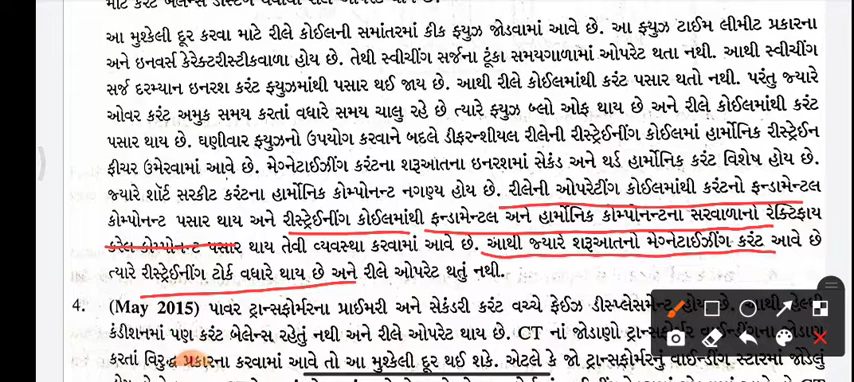 માટે કરંટ બેલેન્સ
આ મુશ્કેલી દૂર કરવા માટે રીલે કોઈલની સમાંતરમાં કીક ફ્યુઝ જોડવામાં આવે છે. આ ફ્યુઝ ટાઈમ લીમીટ પ્રકારના
અને ઇનવર્સ કેરેક્ટરીસ્ટીકવાળા હોય છે. તેથી સ્વીચીંગ સર્જના ટૂંકા સમયગાળામાં ઓપરેટ થતા નથી. આથી સ્વીચીંગ
સર્જ દરમ્યાન ઇનરશ કરંટ ફ્યુઝમાંથી પસાર થઈ જાય છે. આથી રીલે કોઈલમાંથી કરંટ પસાર થતો નથી. પરંતુ જ્યારે
ઓવર કરંટ અમુક સમય કરતાં વધારે સમય ચાલુ રહે છે ત્યારે ફ્યુઝ બ્લો ઓફ થાય છે અને રીલે કોઈલમાંથી કરંટ
પસાર થાય છે. ઘણીવાર ફ્યુઝનો ઉપયોગ કરવાને બદલે ડીફરન્શીયલ રીલેની રીસ્ટ્રેઈનીંગ કોઈલમાં હાર્મોનિક રીસ્ટ્રેઈન
ફીચર ઉમેરવામાં આવે છે. મેગ્નેટાઈઝીંગ કરંટના શરૂઆતના ઇનરશમાં સેકંડ અને થર્ડ હાર્મોનિક કરંટ વિશેષ હોય છે.
જ્યારે શૉર્ટ સરકીટ કરંટના હાર્મોનિક કોમ્પોનન્ટ નગણ્ય હોય છે. રીલેની ઓપરેટીંગ કોઈલમાંથી કરંટનો ફન્ડામેન્ટલ
કોમ્પોનન્ટ પસાર થાય અને રીસ્ટ્રેઈનીંગ કોઈલમાંથી ફન્ડામેન્ટલ અને હાર્મોનિક કોમ્પોનન્ટના સરવાળાનો રેક્ટિફાય
કરેલ કોમ્પોનન્ટ પસાર થાય તેવી વ્યવસ્થા કરવામાં આવે છે. આથી જ્યારે શરૂઆતનો મેગ્નેટાઈઝીંગ કરંટ આવે છે
ત્યારે રીસ્ટ્રેઈનીંગ ટોર્ક વધારે થાય છે અને રીલે ઓપરેટ થતું નથી.
4. (May 2015) પાવર ટ્રાન્સફોર્મરના પ્રાઈમરી અને સેકંડરી કરંટ વચ્ચે ફેઈઝ ડીસ્પ્લેસમેન્ટ હોય છે. આથી હેલ્ધી
કંડીશનમાં પણ કરંટ બેલેન્સ રહેતું નથી અને રીલે ઓપરેટ થાય છે. CT નાં જોડાણો ટ્રાન્સફોર્મર વાઈન્ડીંગના જોડાણ
કરતાં વિરુદ્ધ પ્રકારના કરવામાં આવે તો આ મુશ્કેલી દૂર થઈ શકે. એટલે કે જો ટ્રાન્સફોર્મરનું વાઈન્ડીંગ સ્ટારમાં જોડેલું